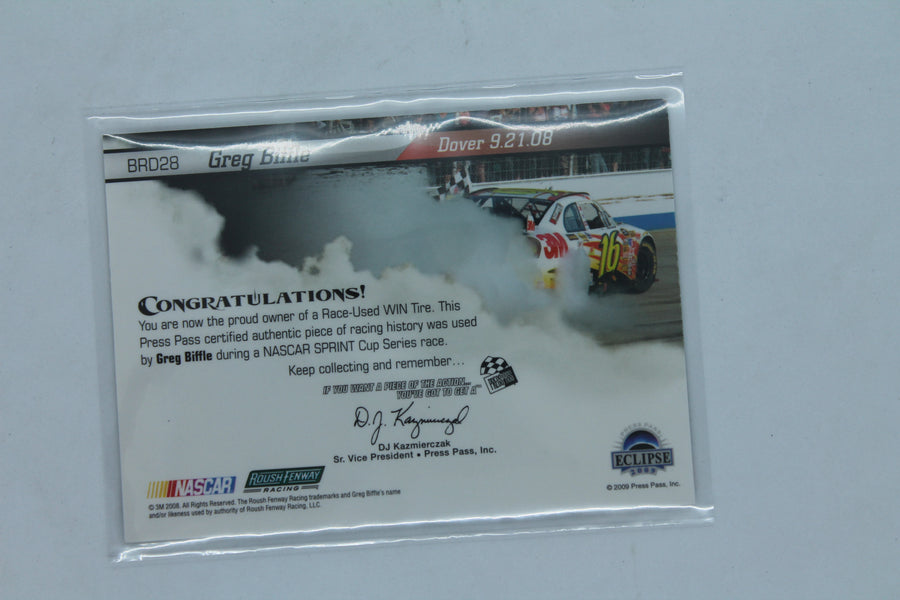 BRD28 Greg Biffle Dover 9.21.08
3M 16
CONGRATULATIONS!
You are now the proud owner of a Race-Used WIN Tire. This
Press Pass certified authentic piece of racing history was used
by Greg Biffle during a NASCAR SPRINT Cup Series race.
Keep collecting and remember...
IF YOU WANT A PIECE OF THE ACTION...
YOU'VE GOT TO GET A
D.J. Kazmierczak
DJ Kazmierczak
Sr. Vice President • Press Pass, Inc.
PRESS PASS
ECLIPSE
2009
NASCAR
ROUSH FENWAY
RACING
© 2009 Press Pass, Inc.
© 3M 2008. All Rights Reserved. The Roush Fenway Racing trademarks and Greg Biffle's name
and/or likeness used by authority of Roush Fenway Racing, LLC.